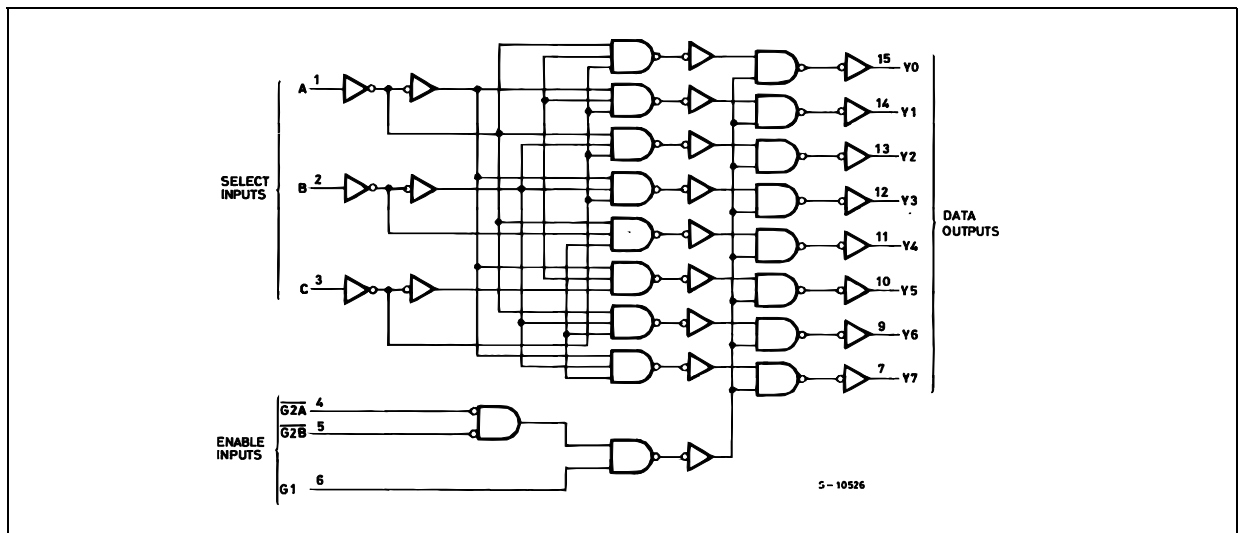 A 1
B 2
C 3
SELECT
INPUTS
15 Y0
14 Y1
13 Y2
12 Y3
11 Y4
10 Y5
9 Y6
7 Y7
DATA
OUTPUTS
G2A 4
G2B 5
G1 6
ENABLE
INPUTS
S-10526